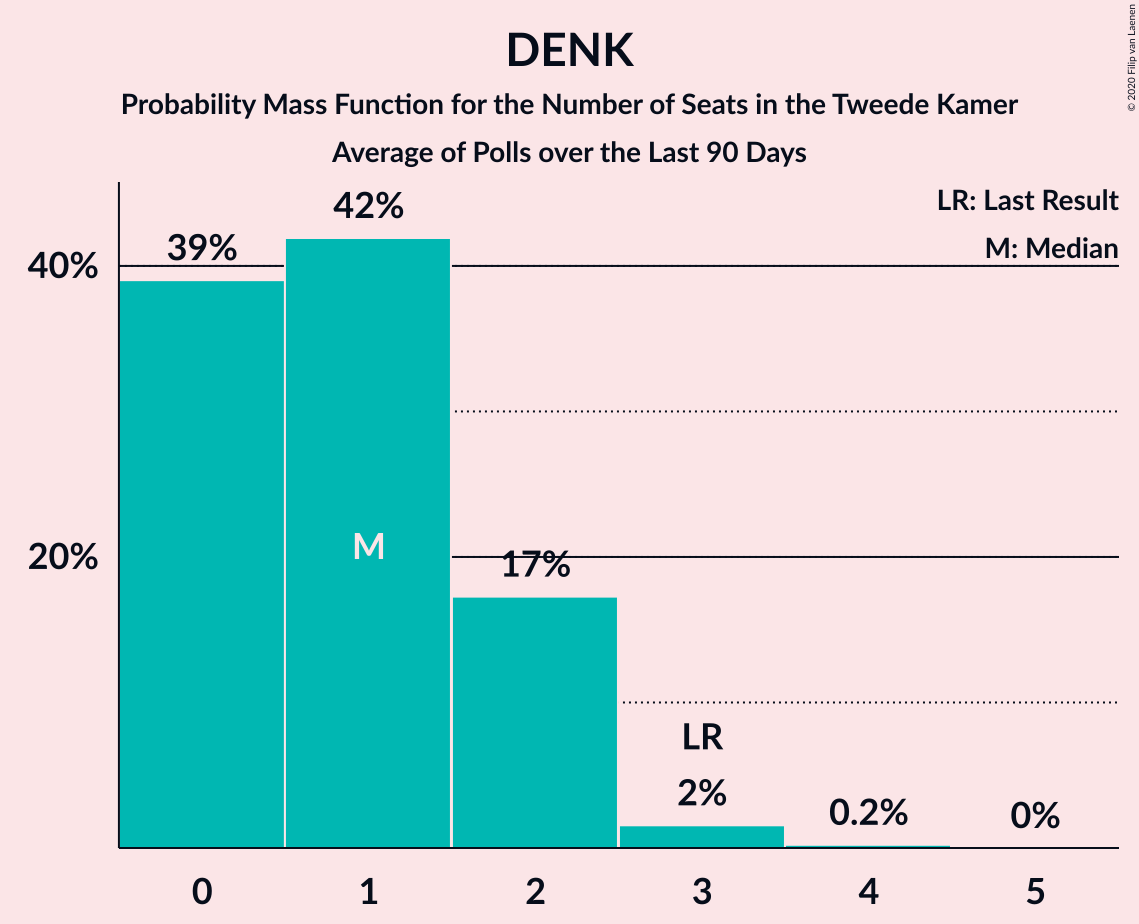 DENK
Probability Mass Function for the Number of Seats in the Tweede Kamer
Average of Polls over the Last 90 Days
© 2020 Filip van Laenen
LR: Last Result
M: Median
40%
20%
39%
42%
M
17%
LR
2%
0.2%
0%
0 1 2 3 4 5